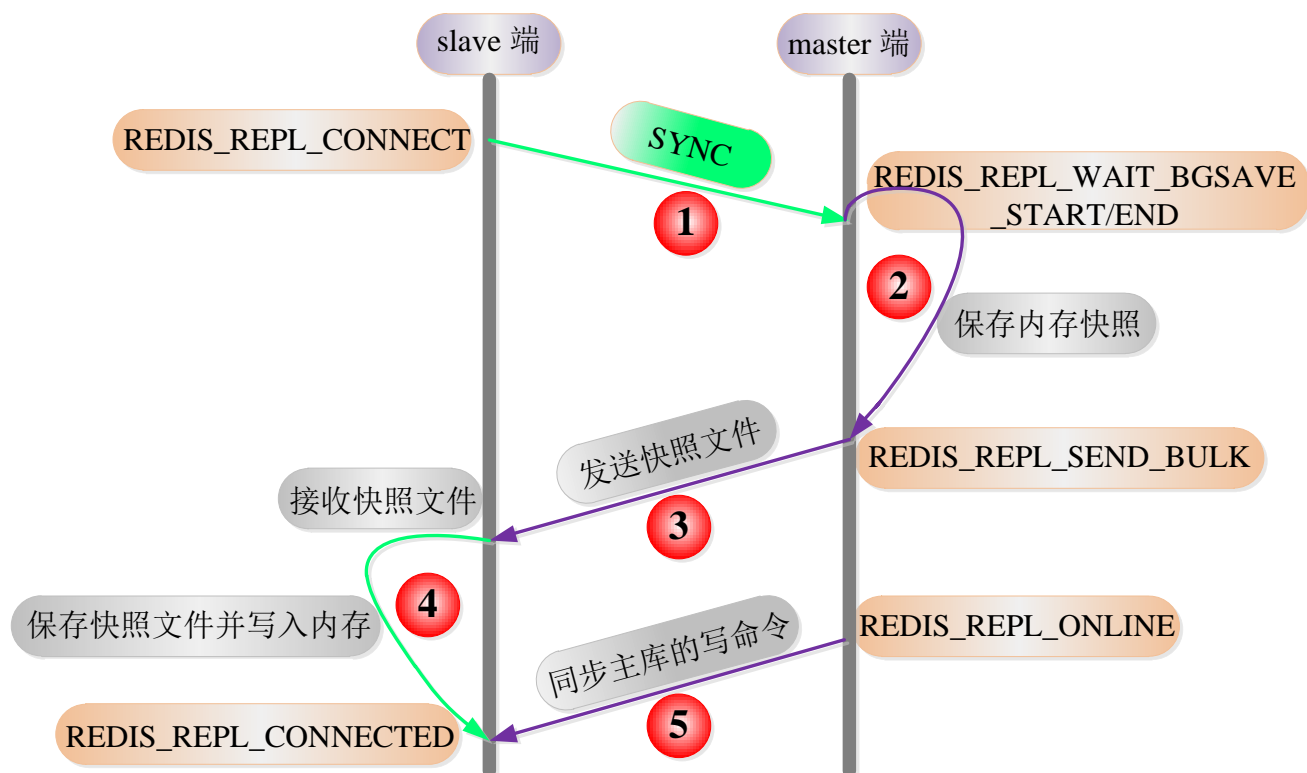 slave 端
master 端
REDIS_REPL_CONNECT
SYNC
1
REDIS_REPL_WAIT_BGSAVE
_START/END
2
保存内存快照
发送快照文件
REDIS_REPL_SEND_BULK
接收快照文件
3
4
保存快照文件并写入内存
同步主库的写命令
REDIS_REPL_ONLINE
5
REDIS_REPL_CONNECTED